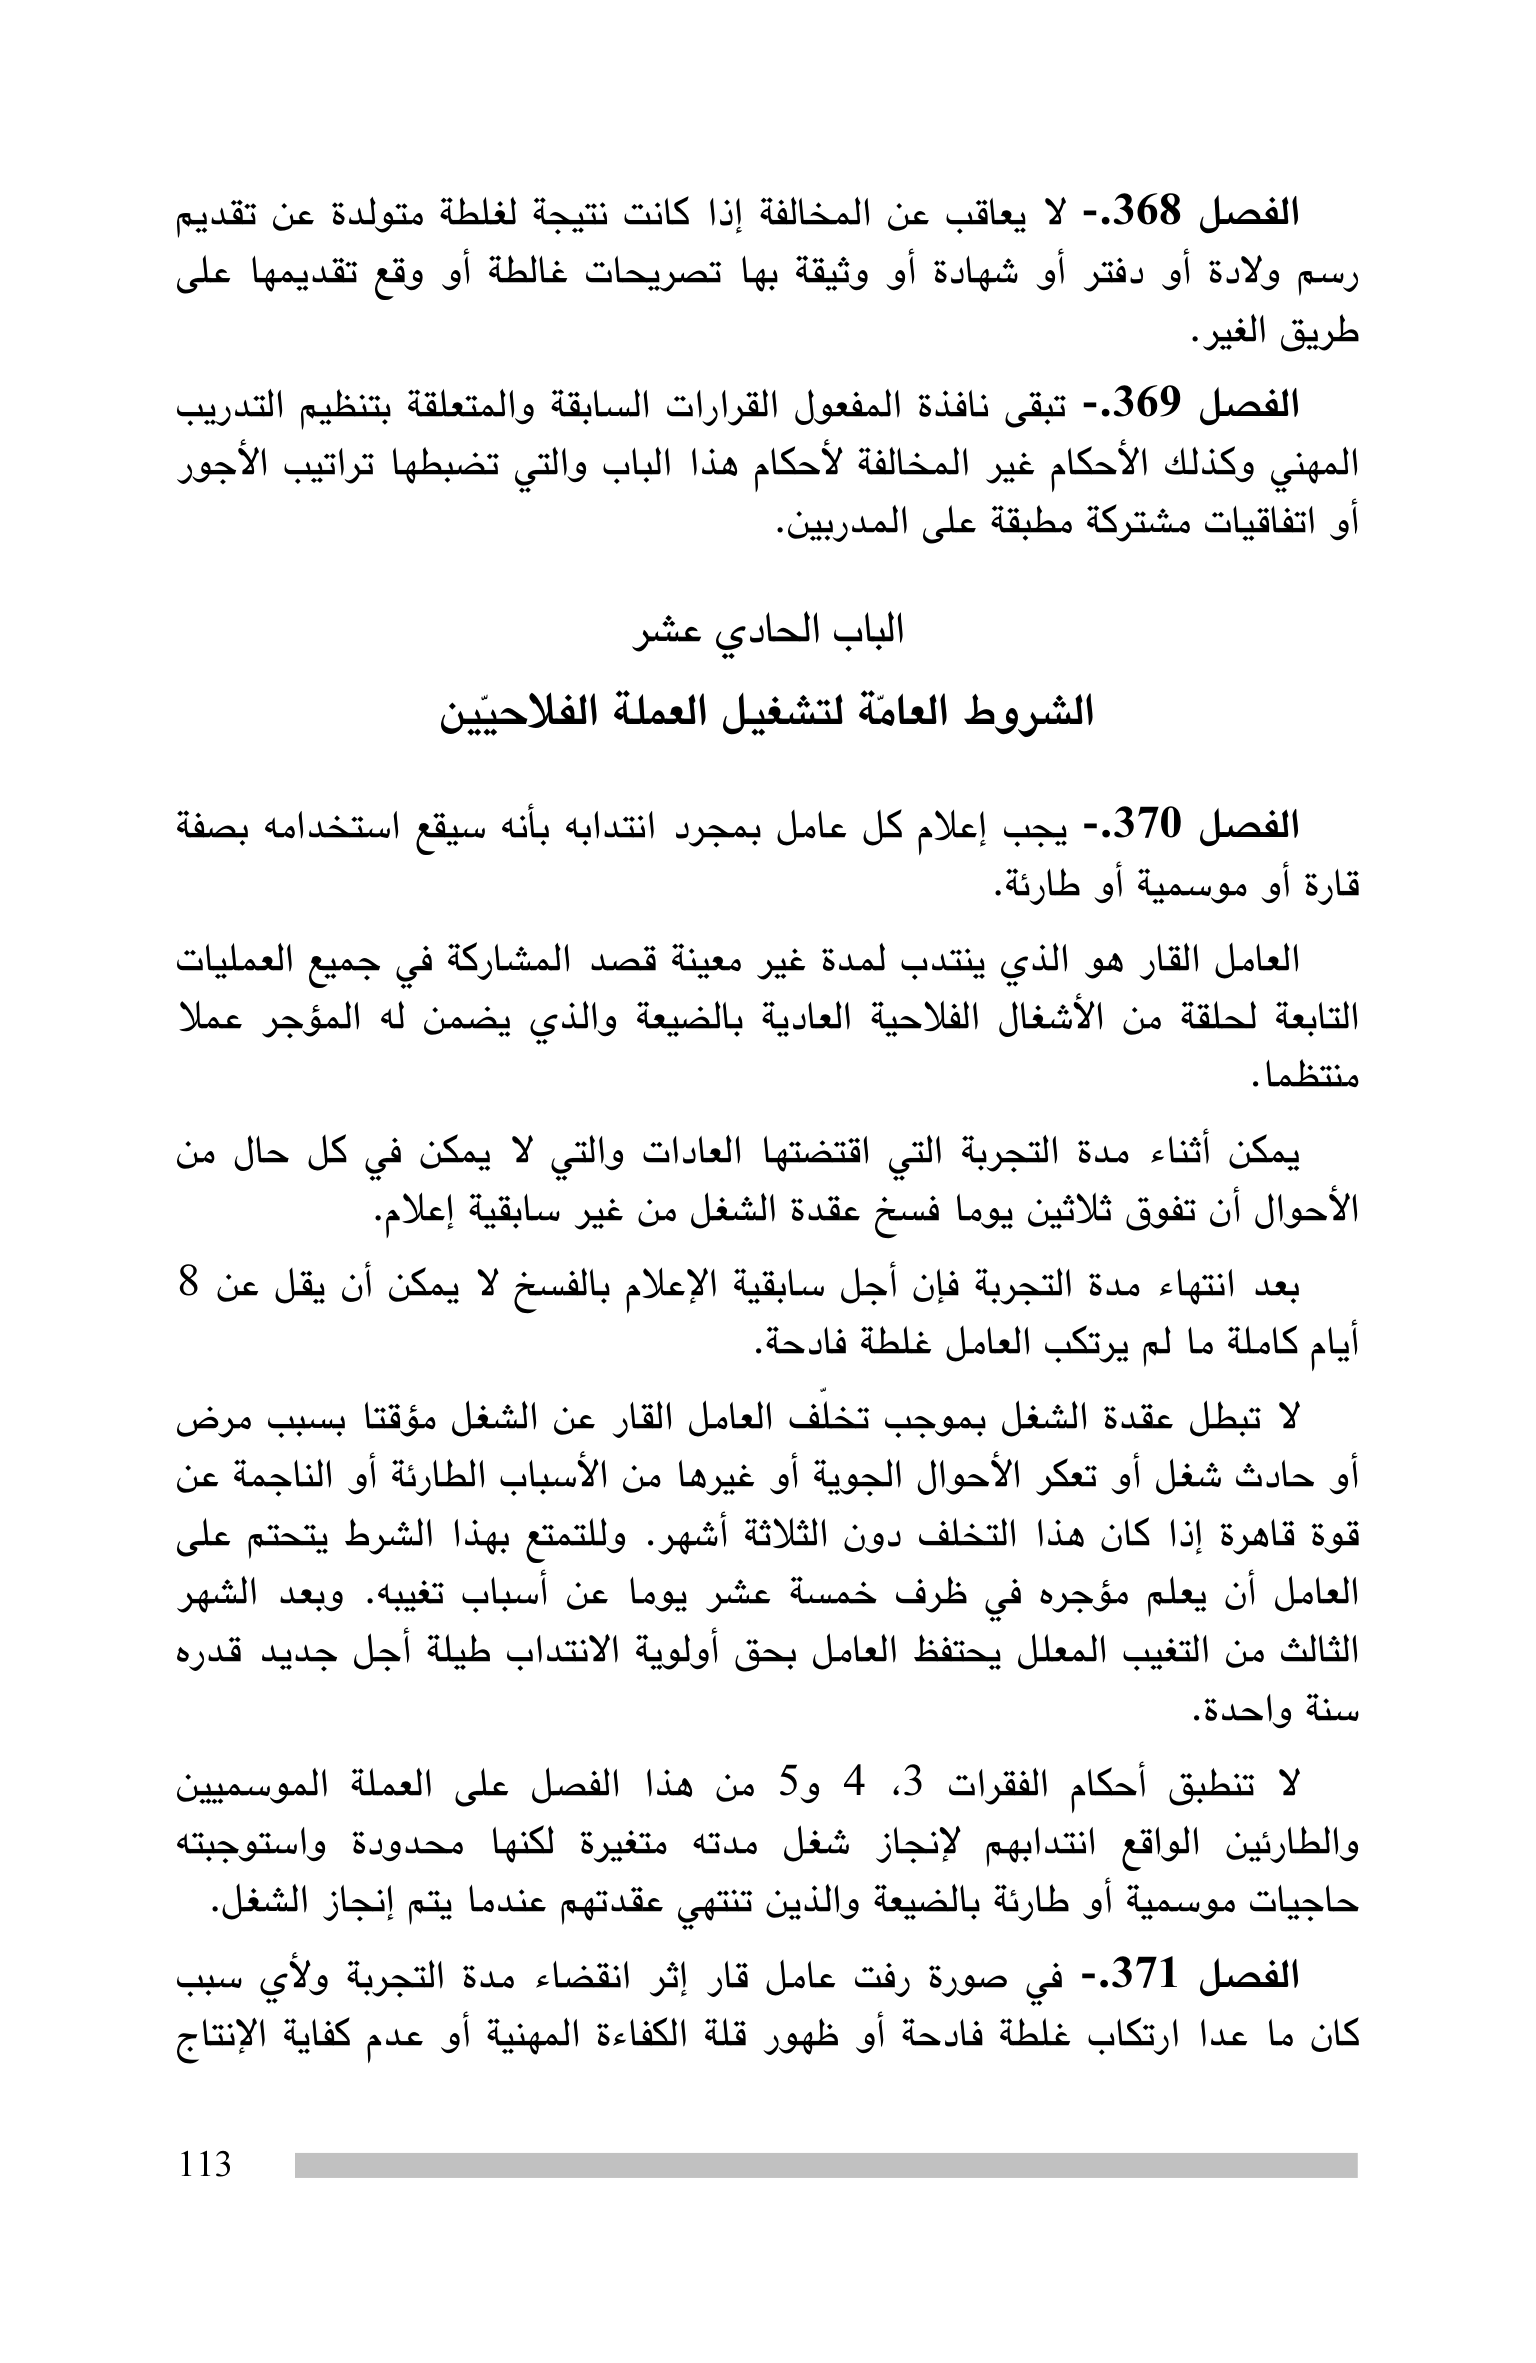 الفصل 368.- لا يعاقب عن المخالفة إذا كانت نتيجة لغلطة متولدة عن تقديم
رسم ولادة أو دفتر أو شهادة أو وثيقة بها تصريحات غالطة أو وقع تقديمها على
طريق الغير.
الفصل 369.- تبقى نافذة المفعول القرارات السابقة والمتعلقة بتنظيم التدريب
المهني وكذلك الأحكام غير المخالفة لأحكام هذا الباب والتي تضبطها تراتيب الأجور
أو اتفاقيات مشتركة مطبقة على المدربين.
الباب الحادي عشر
الشروط العامّة لتشغيل العملة الفلاحيّين
الفصل 370.- يجب إعلام كل عامل بمجرد انتدابه بأنه سيقع استخدامه بصفة
قارة أو موسمية أو طارئة.
العامل القار هو الذي ينتدب لمدة غير معينة قصد المشاركة في جميع العمليات
التابعة لحلقة من الأشغال الفلاحية العادية بالضيعة والذي يضمن له المؤجر عملا
منتظما.
يمكن أثناء مدة التجربة التي اقتضتها العادات والتي لا يمكن في كل حال من
الأحوال أن تفوق ثلاثين يوما فسخ عقدة الشغل من غير سابقية إعلام.
بعد انتهاء مدة التجربة فإن أجل سابقية الإعلام بالفسخ لا يمكن أن يقل عن 8
أيام كاملة ما لم يرتكب العامل غلطة فادحة.
لا تبطل عقدة الشغل بموجب تخلّف العامل القار عن الشغل مؤقتا بسبب مرض
أو حادث شغل أو تعكر الأحوال الجوية أو غيرها من الأسباب الطارئة أو الناجمة عن
قوة قاهرة إذا كان هذا التخلف دون الثلاثة أشهر. وللتمتع بهذا الشرط يتحتم على
العامل أن يعلم مؤجره في ظرف خمسة عشر يوما عن أسباب تغيبه. وبعد الشهر
الثالث من التغيب المعلل يحتفظ العامل بحق أولوية الانتداب طيلة أجل جديد قدره
سنة واحدة.
لا تنطبق أحكام الفقرات 3، 4 و5 من هذا الفصل على العملة الموسميين
والطارئين الواقع انتدابهم لإنجاز شغل مدته متغيرة لكنها محدودة واستوجبته
حاجيات موسمية أو طارئة بالضيعة والذين تنتهي عقدتهم عندما يتم إنجاز الشغل.
الفصل 371.- في صورة رفت عامل قار إثر انقضاء مدة التجربة ولأي سبب
كان ما عدا ارتكاب غلطة فادحة أو ظهور قلة الكفاءة المهنية أو عدم كفاية الإنتاج
113